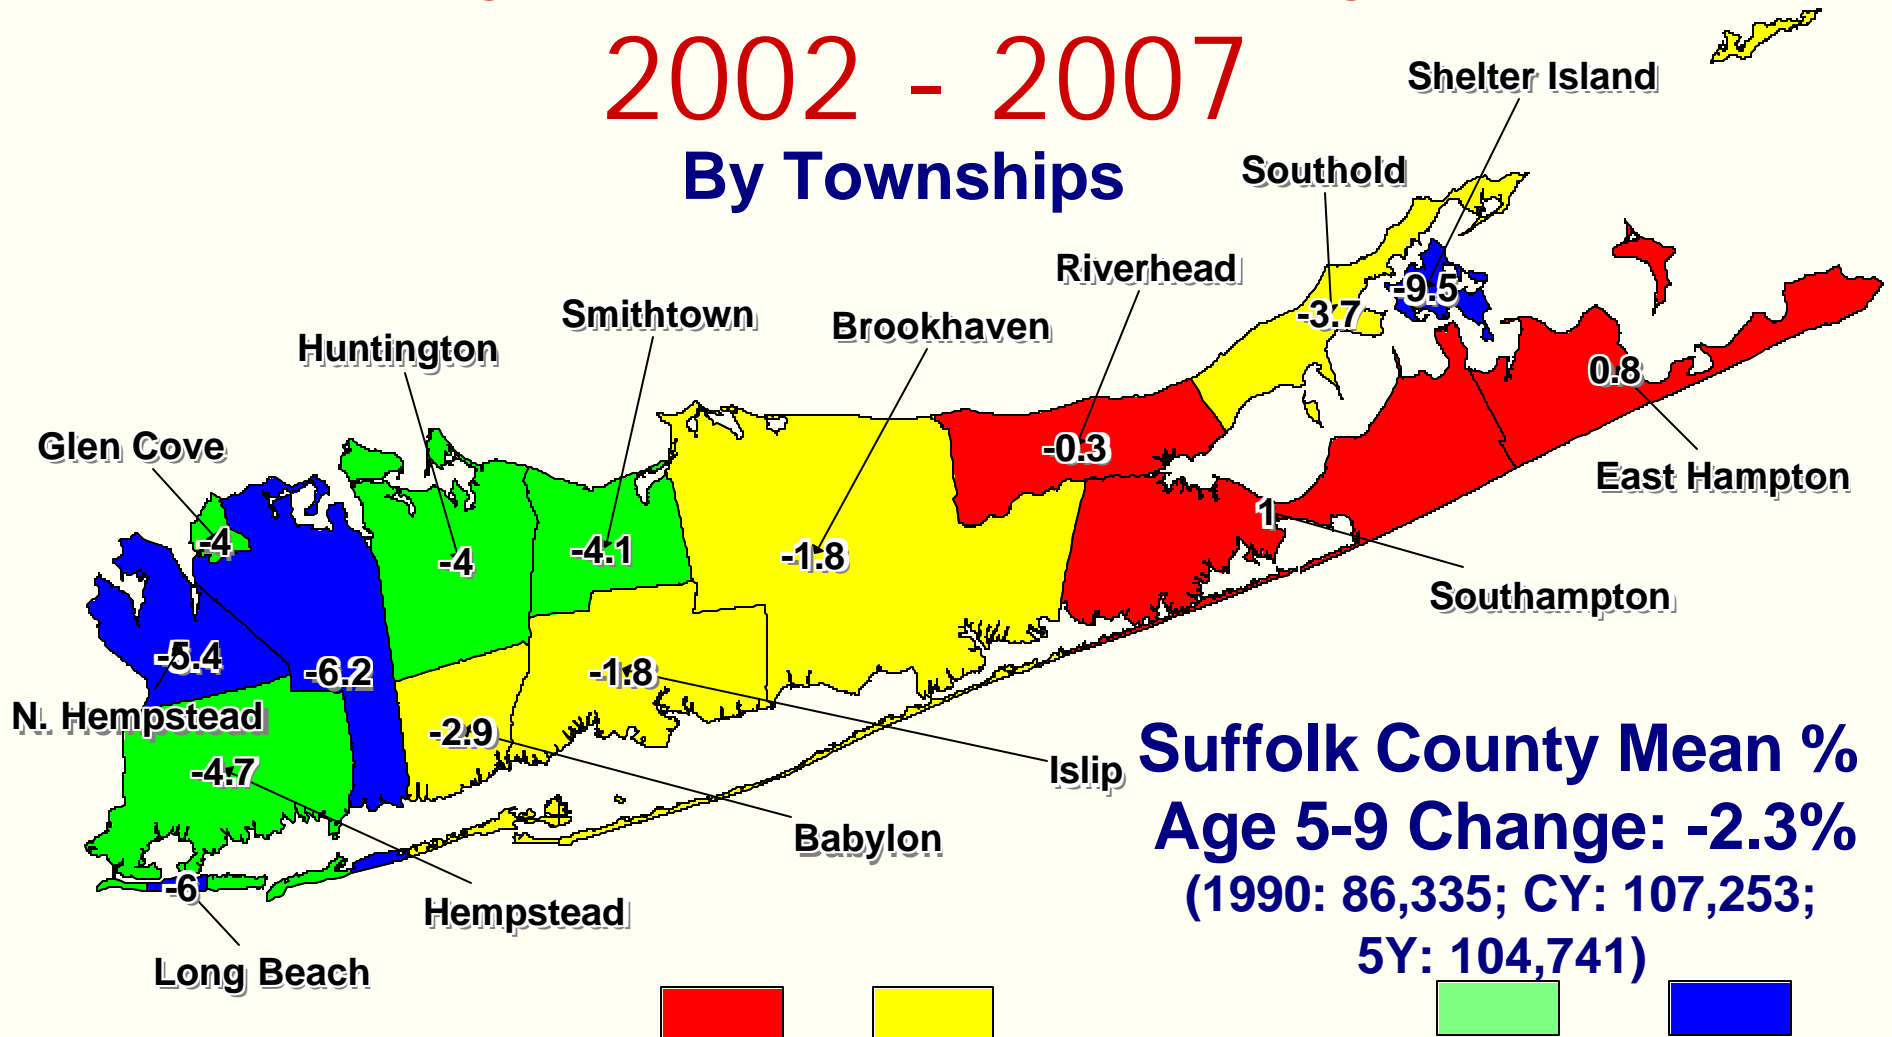 2002 - 2007
By Townships
Shelter Island
Southold
Riverhead
Smithtown
Brookhaven
Huntington
Glen Cove
-9.5
-3.7
0.8
-0.3
East Hampton
1
-4
-4
-4.1
-1.8
Southampton
-5.4
-6.2
-1.8
N. Hempstead
-2.9
-4.7
Islip
Babylon
-6
Hempstead
Long Beach
Suffolk County Mean %
Age 5-9 Change: -2.3%
(1990: 86,335; CY: 107,253;
5Y: 104,741)